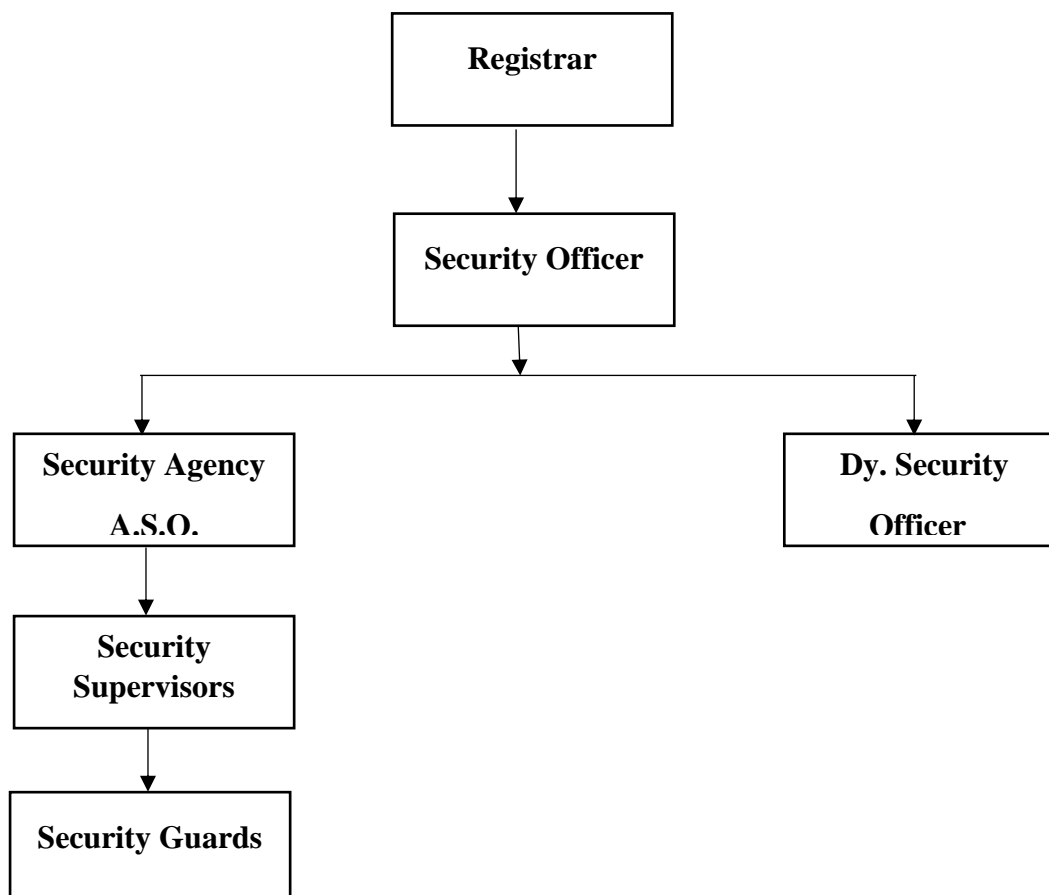 Registrar
Security Officer
Security Agency
A.S.O.
Dy. Security
Officer
Security
Supervisors
Security Guards